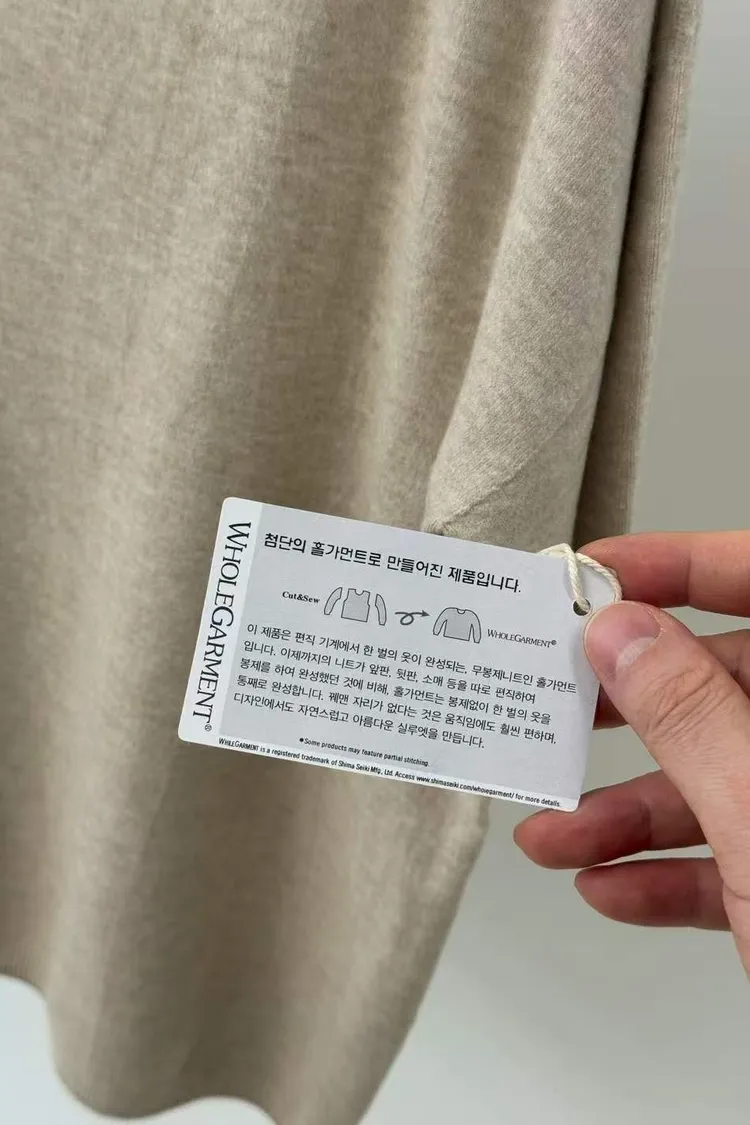 WHOLEGARMENT®
첨단의 홀가먼트로 만들어진 제품입니다.
Cut&Sew
WHOLEGARMENT®
이 제품은 편직 기계에서 한 벌의 옷이 완성되는, 무봉제니트인 홀가먼트
입니다. 이제까지의 니트가 앞판, 뒷판, 소매 등을 따로 편직하여
봉제를 하여 완성했던 것에 비해, 홀가먼트는 봉제없이 한 벌의 옷을
통째로 완성합니다. 꿰맨 자리가 없다는 것은 움직임에도 훨씬 편하며,
디자인에서도 자연스럽고 아름다운 실루엣을 만듭니다.
●Some products may feature partial stitching.
WHOLEGARMENT is a registered trademark of Shima Seiki Mfg., Ltd. Access www.shimaseiki.com/wholegarment/ for more details.